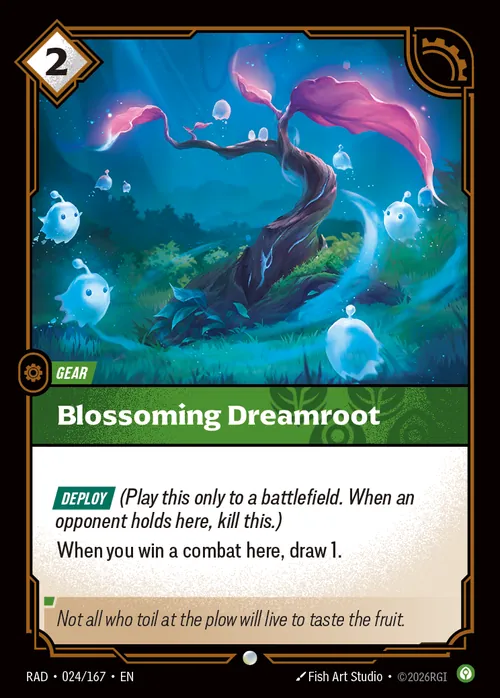 2
GEAR
Blossoming Dreamroot
DEPLOY (Play this only to a battlefield. When an
opponent holds here, kill this.)
When you win a combat here, draw 1.
Not all who toil at the plow will live to taste the fruit.
RAD • 024/167 • EN
Fish Art Studio • ©2026RGI